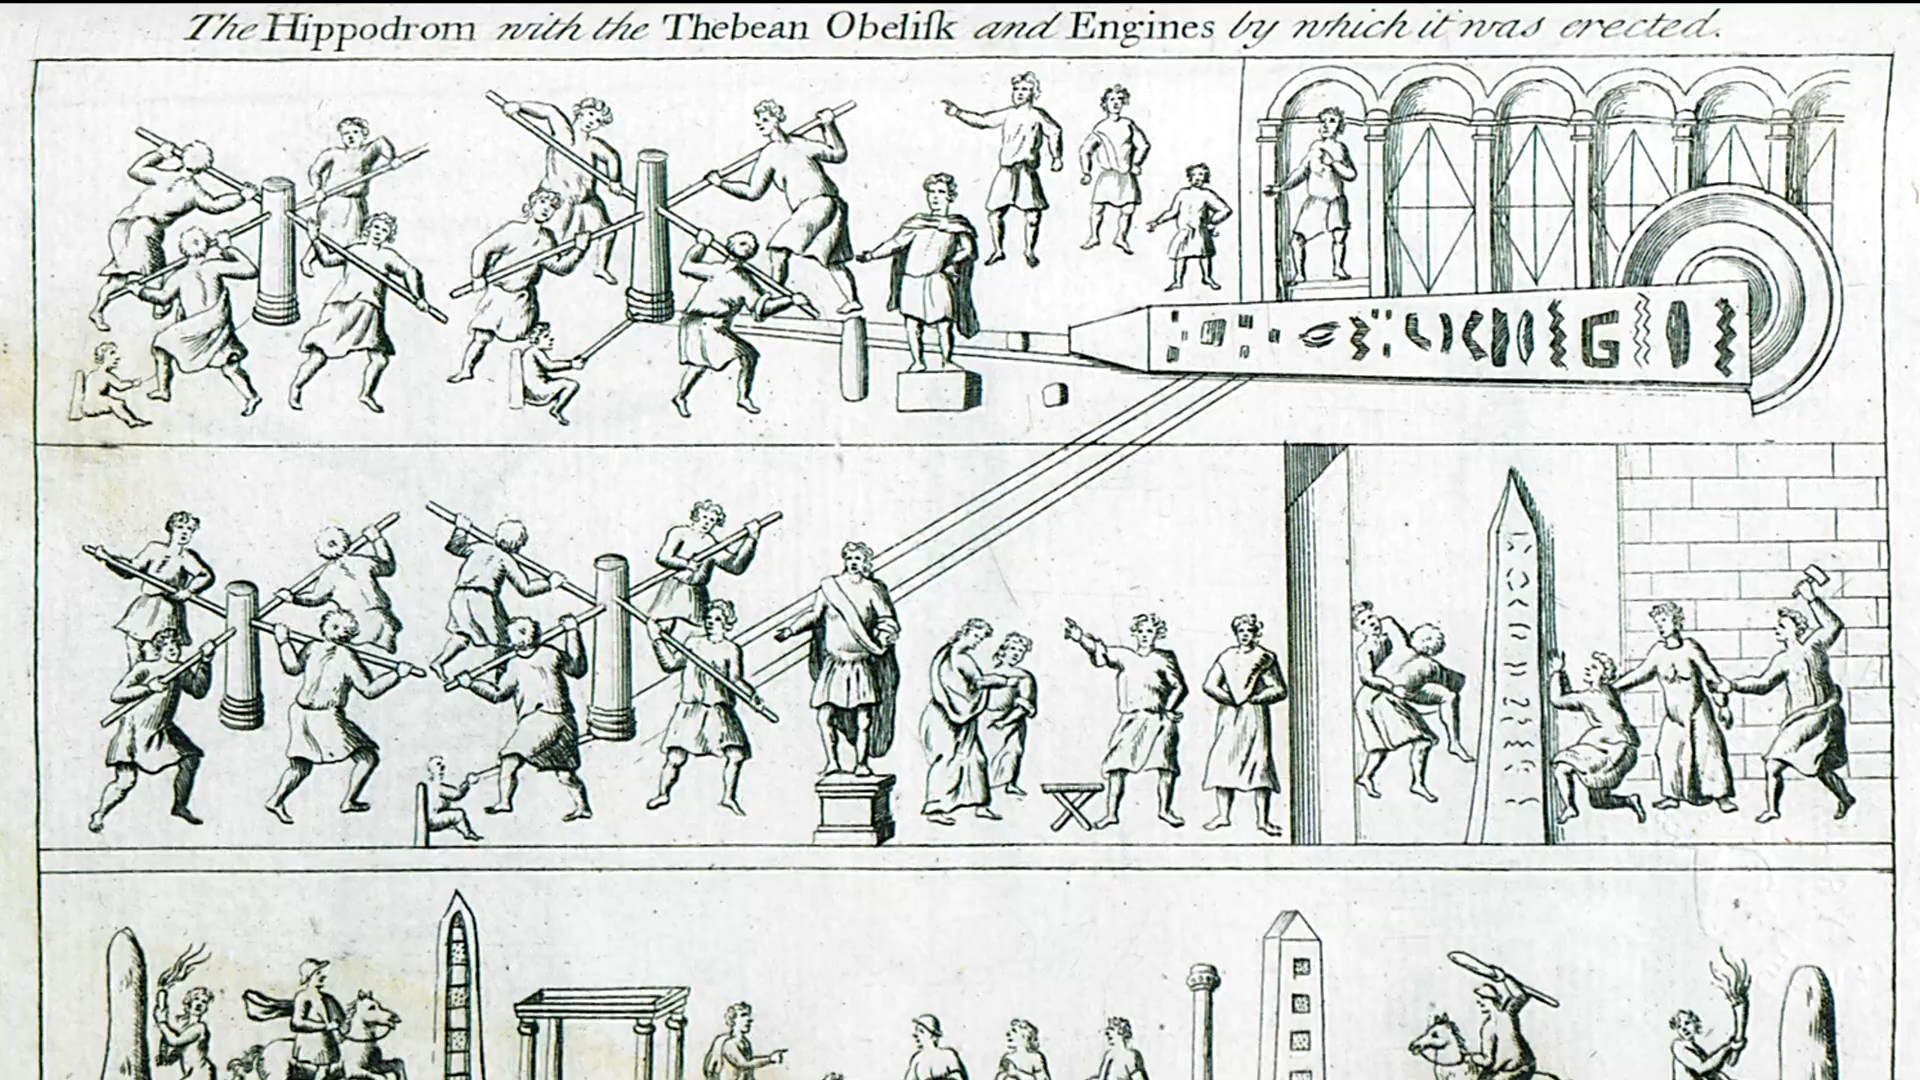 The Hippodrom with the Thebean Obeliſk and Engines by which it was erected.